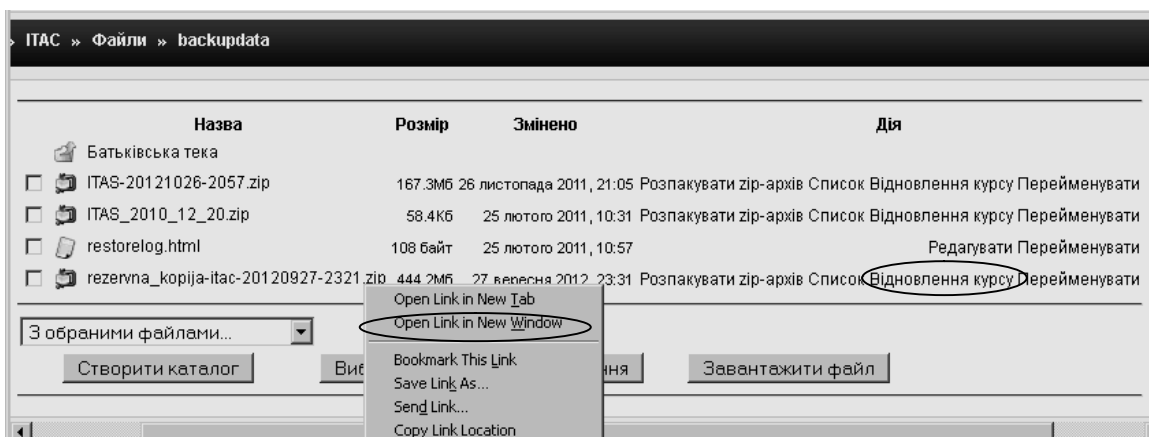 › ITAC » Файли » backupdata
Назва Розмір Змінено Дія
Батьківська тека
ITAS-20121026-2057.zip 167.3Мб 26 листопада 2011, 21:05 Розпакувати zip-архів Список Відновлення курсу Перейменувати
ITAS_2010_12_20.zip 58.4Кб 25 лютого 2011, 10:31 Розпакувати zip-архів Список Відновлення курсу Перейменувати
restorelog.html 108 байт 25 лютого 2011, 10:57 Редагувати Перейменувати
rezervna_kopija-itac-20120927-2321.zip 444.2Мб 27 вересня 2012, 23:31 Розпакувати zip-архів Список Відновлення курсу Перейменувати
Open Link in New Tab
З обраними файлами... Open Link in New Window
Bookmark This Link
Створити каталог Завантажити файл
Save Link As...
Send Link...
Copy Link Location